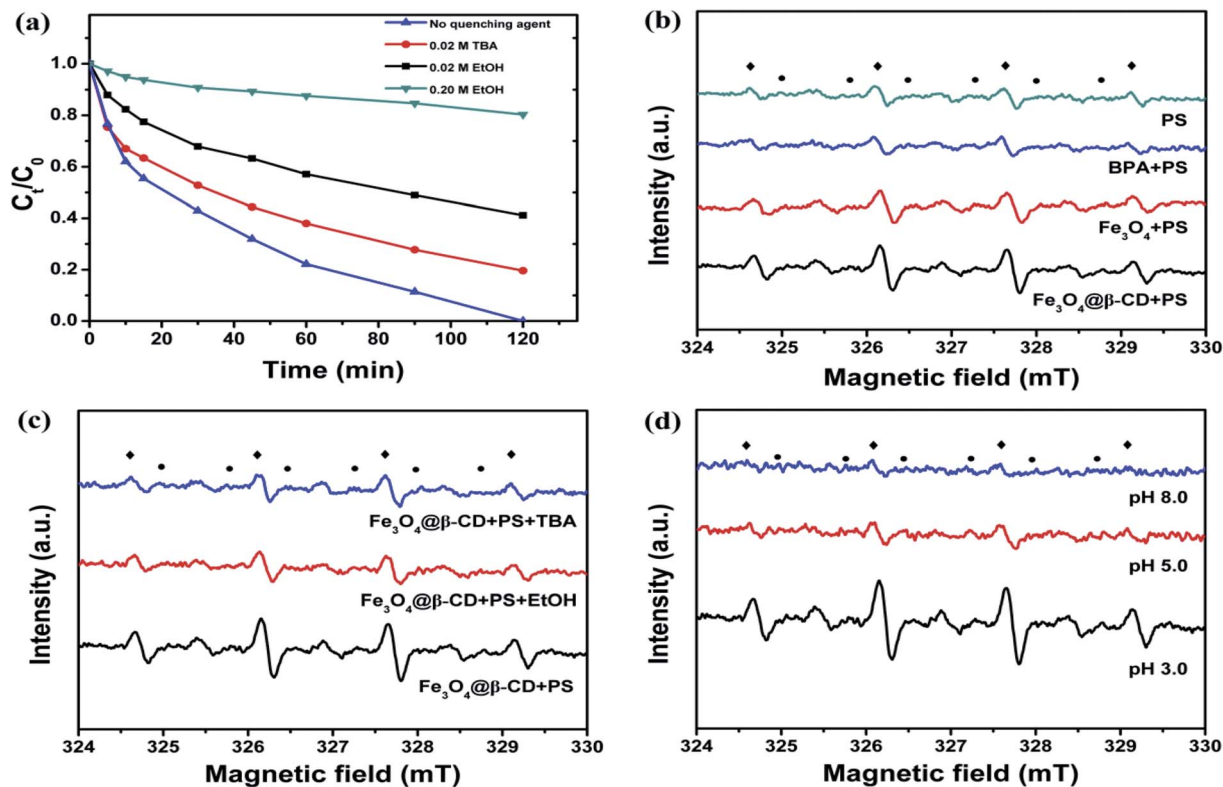 (a)
No quenching agent
0.02 M TBA
0.02 M EtOH
0.20 M EtOH
1.0
0.8
0.6
0.4
0.2
0.0
Cₜ/C₀
0 20 40 60 80 100 120
Time (min)
(b)
PS
BPA+PS
Fe₃O₄+PS
Fe₃O₄@β-CD+PS
Intensity (a.u.)
324 325 326 327 328 329 330
Magnetic field (mT)
(c)
Fe₃O₄@β-CD+PS+TBA
Fe₃O₄@β-CD+PS+EtOH
Fe₃O₄@β-CD+PS
Intensity (a.u.)
324 325 326 327 328 329 330
Magnetic field (mT)
(d)
pH 8.0
pH 5.0
pH 3.0
Intensity (a.u.)
324 325 326 327 328 329 330
Magnetic field (mT)